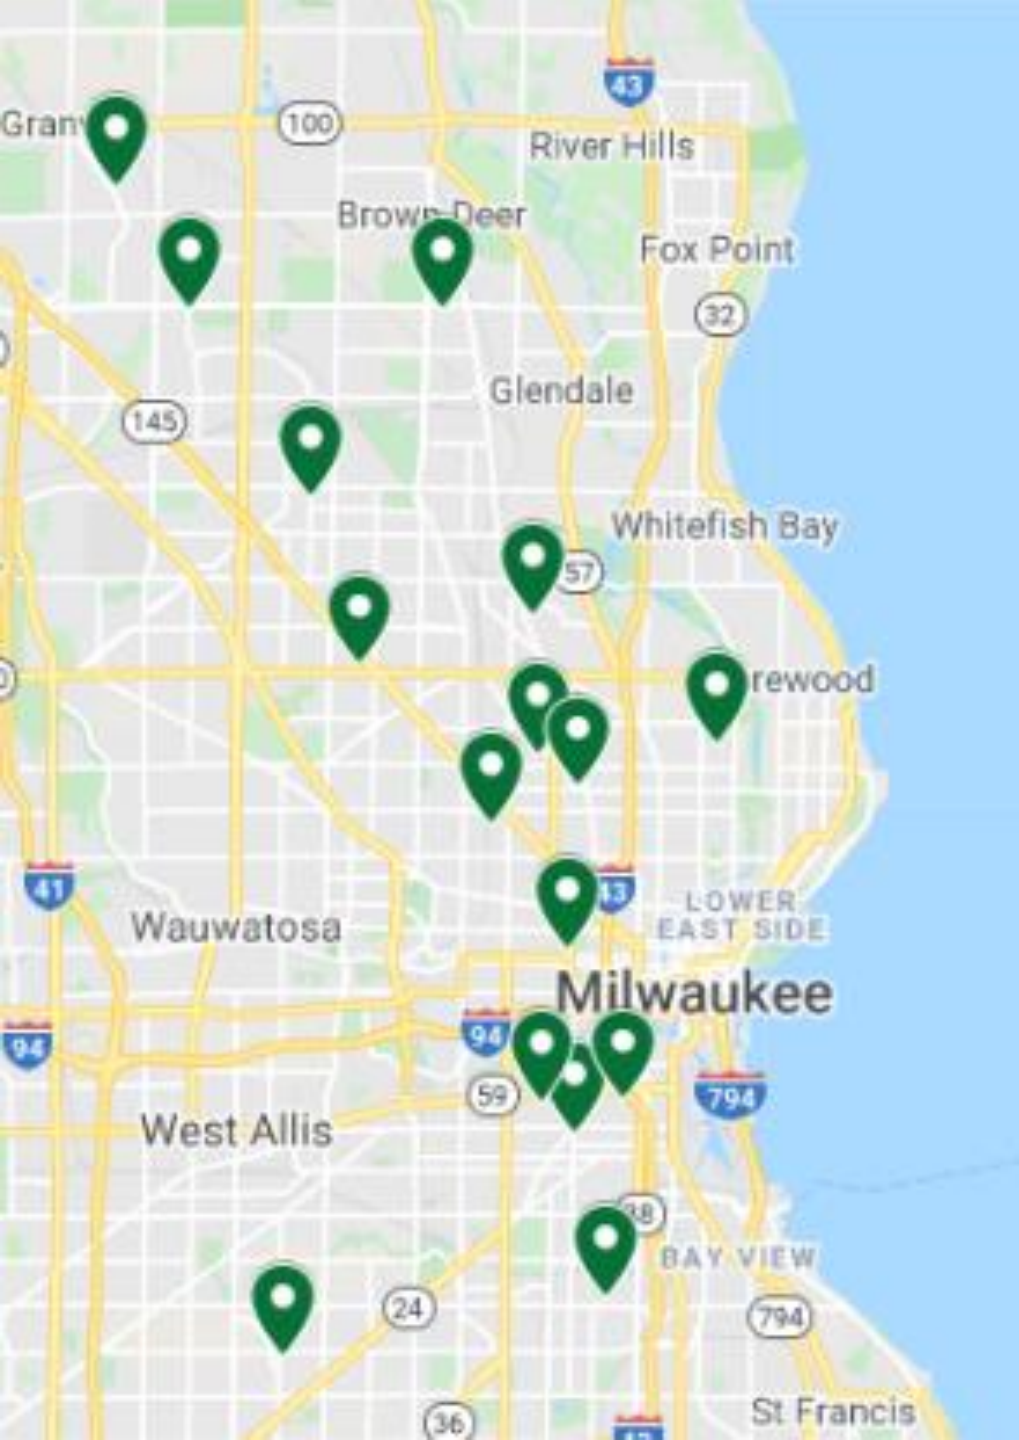 43
Gran
100
River Hills
Brown Deer
Fox Point
32
Glendale
145
Whitefish Bay
57
rewood
41
43
LOWER
EAST SIDE
Wauwatosa
Milwaukee
94
94
59
794
West Allis
BAY VIEW
24
794
36
St Francis